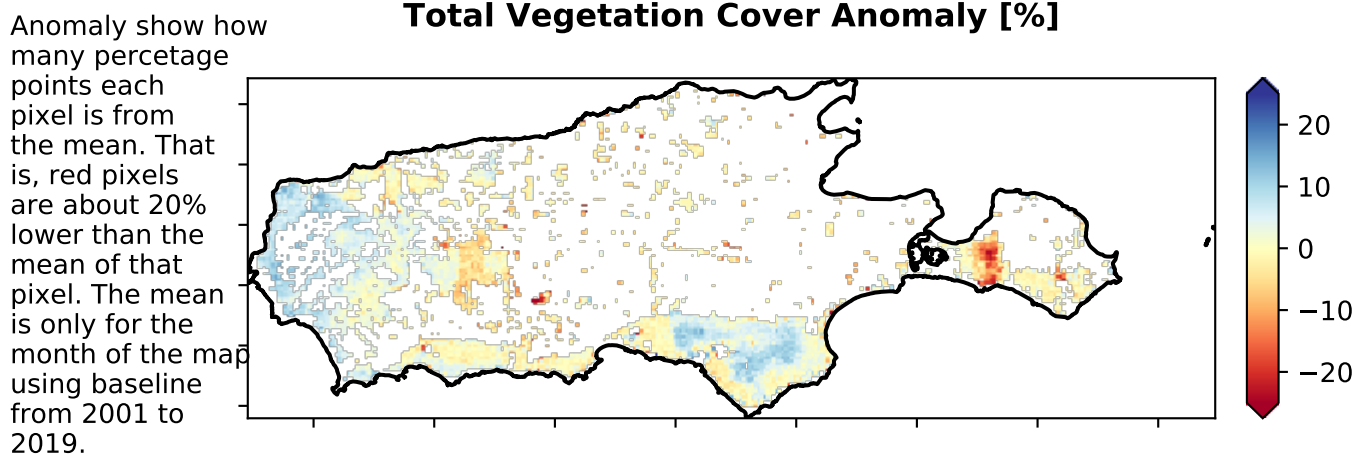 Total Vegetation Cover Anomaly [%]
Anomaly show how
many percetage
points each
pixel is from
the mean. That
is, red pixels
are about 20%
lower than the
mean of that
pixel. The mean
is only for the
month of the map
using baseline
from 2001 to
2019.
20
10
0
−10
−20